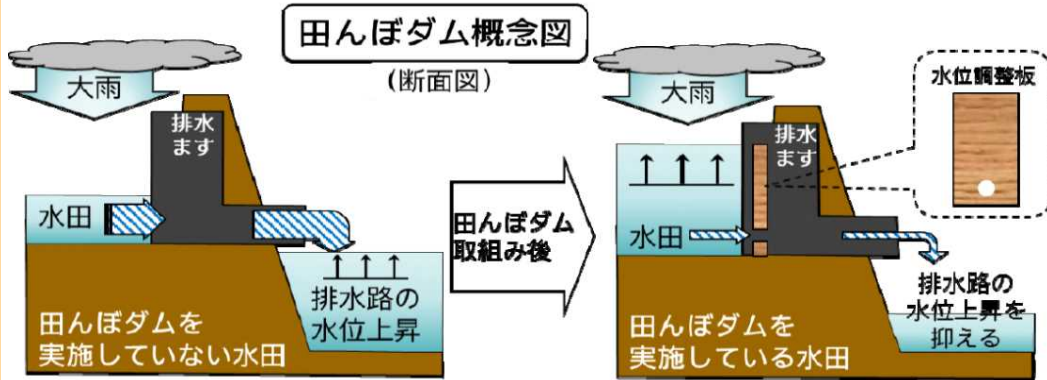 田んぼダム概念図
(断面図)
大雨
排水
ます
水田
排水路の
水位上昇
田んぼダムを
実施していない水田
田んぼダム
取組み後
大雨
排水
ます
水位調整板
水田
排水路の
水位上昇を
抑える
田んぼダムを
実施している水田